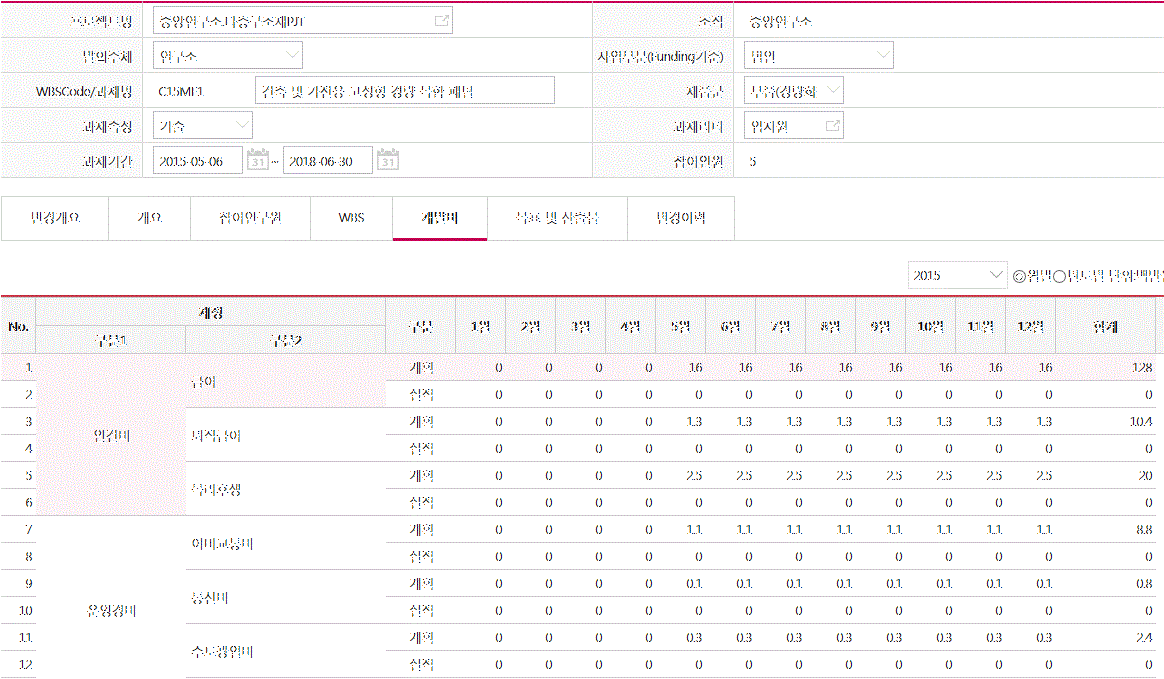 프로젝트명 중앙연구소.다중구조체PJT 조직 중앙연구소
발의주체 연구소 사업부문(Funding기준) 법인
WBSCode/과제명 C15MF1 건축 및 가전용 고청정 경량 복합 패널 제품군
과제측정 기술 과제리더
과제기간 2015-05-06 ~ 2018-06-30 참여인원 5
변경개요 개요 참여연구원 WBS 개발비 목표 및 산출물 변경이력
2015 월별 년도별 단위:백만
No. 계정 구분 1월 2월 3월 4월 5월 6월 7월 8월 9월 10월 11월 12월 합계
구분1 구분2
1 인건비 급여 계획 0 0 0 0 16 16 16 16 16 16 16 16 128
2 실적 0 0 0 0 0 0 0 0 0 0 0 0 0
3 퇴직급여 계획 0 0 0 0 1.3 1.3 1.3 1.3 1.3 1.3 1.3 1.3 10.4
4 실적 0 0 0 0 0 0 0 0 0 0 0 0 0
5 복리후생 계획 0 0 0 0 2.5 2.5 2.5 2.5 2.5 2.5 2.5 2.5 20
6 실적 0 0 0 0 0 0 0 0 0 0 0 0 0
7 운영경비 여비교통비 계획 0 0 0 0 1.1 1.1 1.1 1.1 1.1 1.1 1.1 1.1 8.8
8 실적 0 0 0 0 0 0 0 0 0 0 0 0 0
9 통신비 계획 0 0 0 0 0.1 0.1 0.1 0.1 0.1 0.1 0.1 0.1 0.8
10 실적 0 0 0 0 0 0 0 0 0 0 0 0 0
11 수도광열비 계획 0 0 0 0 0.3 0.3 0.3 0.3 0.3 0.3 0.3 0.3 2.4
12 실적 0 0 0 0 0 0 0 0 0 0 0 0 0